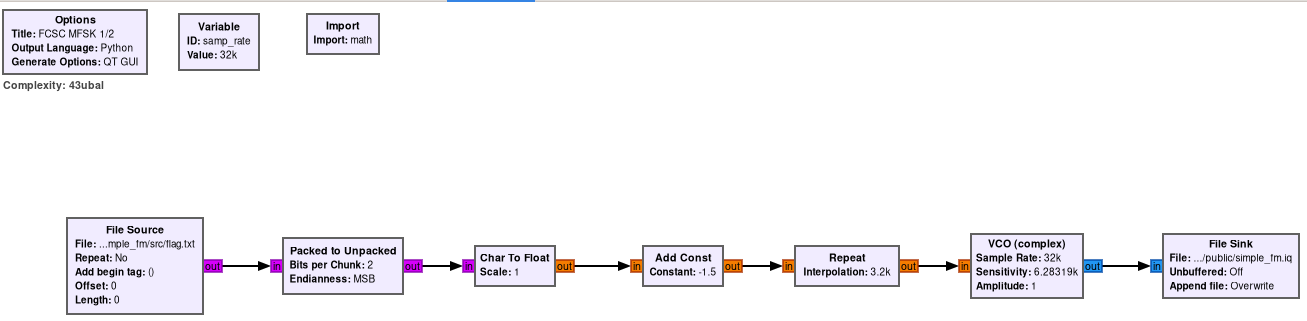 Options
Title: FCSC MFSK 1/2
Output Language: Python
Generate Options: QT GUI
Variable
ID: samp_rate
Value: 32k
Import
Import: math
Complexity: 43ubal
File Source
File: ...mple_fm/src/flag.txt
Repeat: No
Add begin tag: ()
Offset: 0
Length: 0
out
in
Packed to Unpacked
Bits per Chunk: 2
Endianness: MSB
out
in
Char To Float
Scale: 1
out
in
Add Const
Constant: -1.5
out
in
Repeat
Interpolation: 3.2k
out
in
VCO (complex)
Sample Rate: 32k
Sensitivity: 6.28319k
Amplitude: 1
out
in
File Sink
File: .../public/simple_fm.iq
Unbuffered: Off
Append file: Overwrite